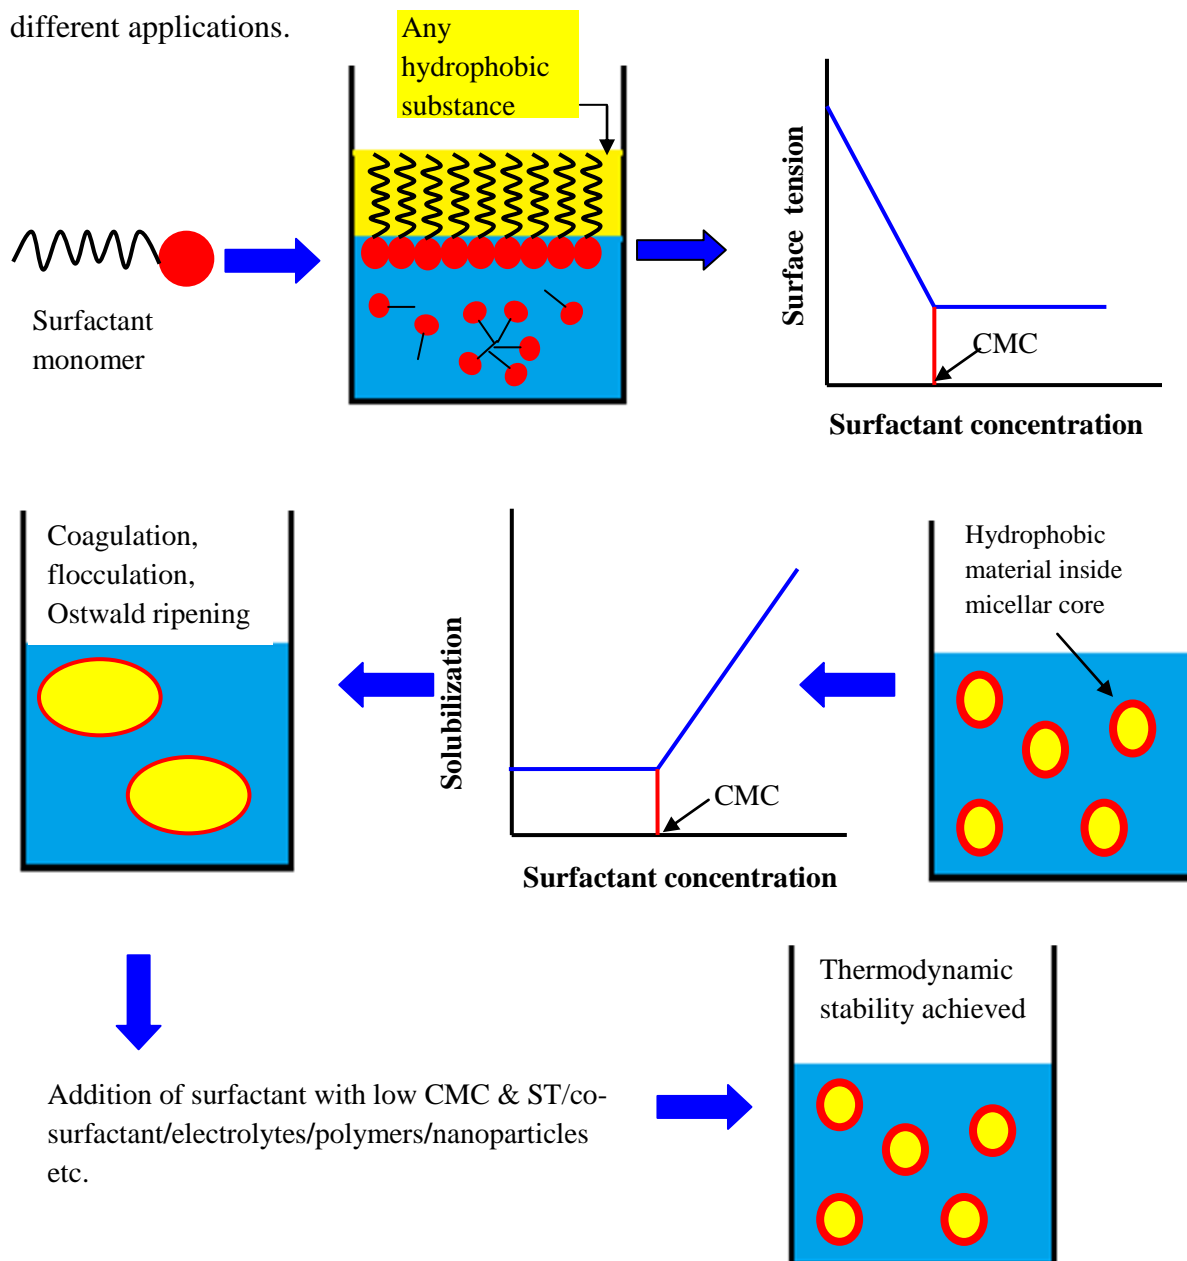 different applications.
Any
hydrophobic
substance
Surfactant
monomer
Surface tension
CMC
Surfactant concentration
Coagulation,
flocculation,
Ostwald ripening
Solubilization
CMC
Surfactant concentration
Hydrophobic
material inside
micellar core
Addition of surfactant with low CMC & ST/co-
surfactant/electrolytes/polymers/nanoparticles
etc.
Thermodynamic
stability achieved